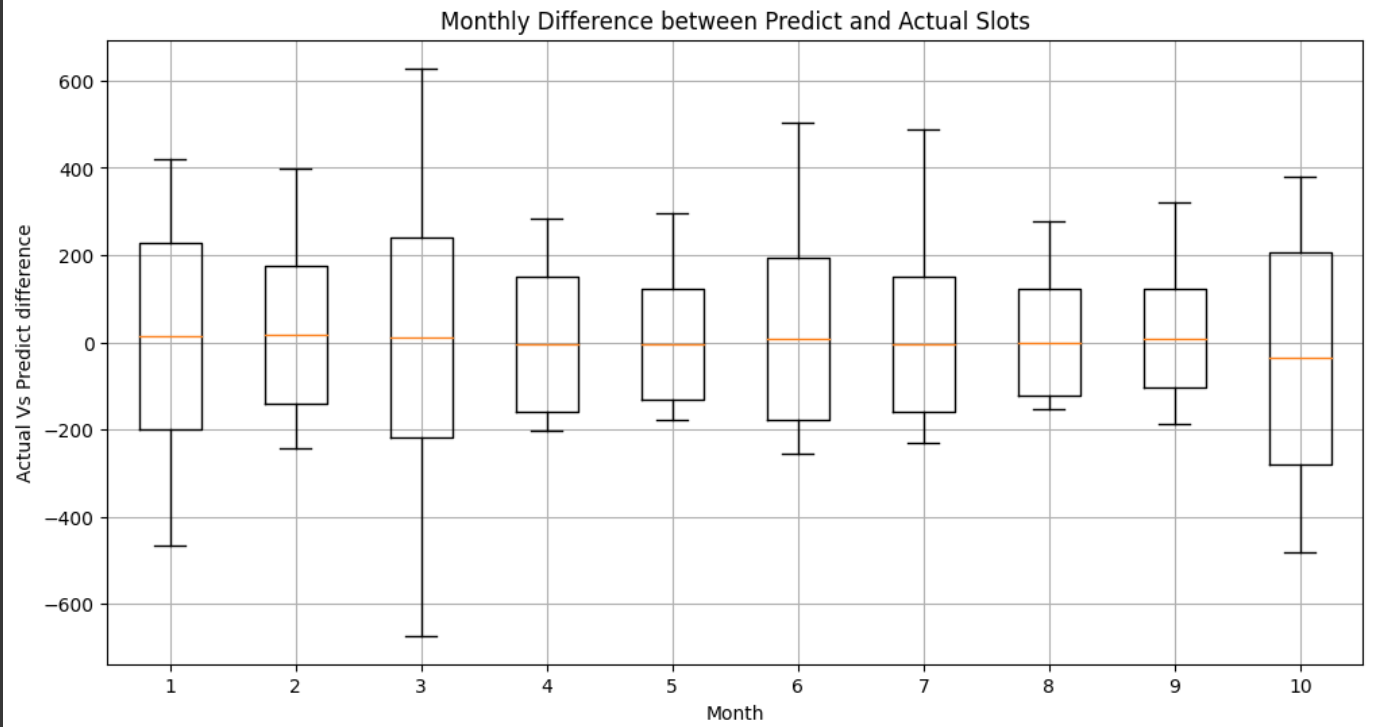 Monthly Difference between Predict and Actual Slots
Actual Vs Predict difference
600
400
200
0
−200
−400
−600
1 2 3 4 5 6 7 8 9 10
Month